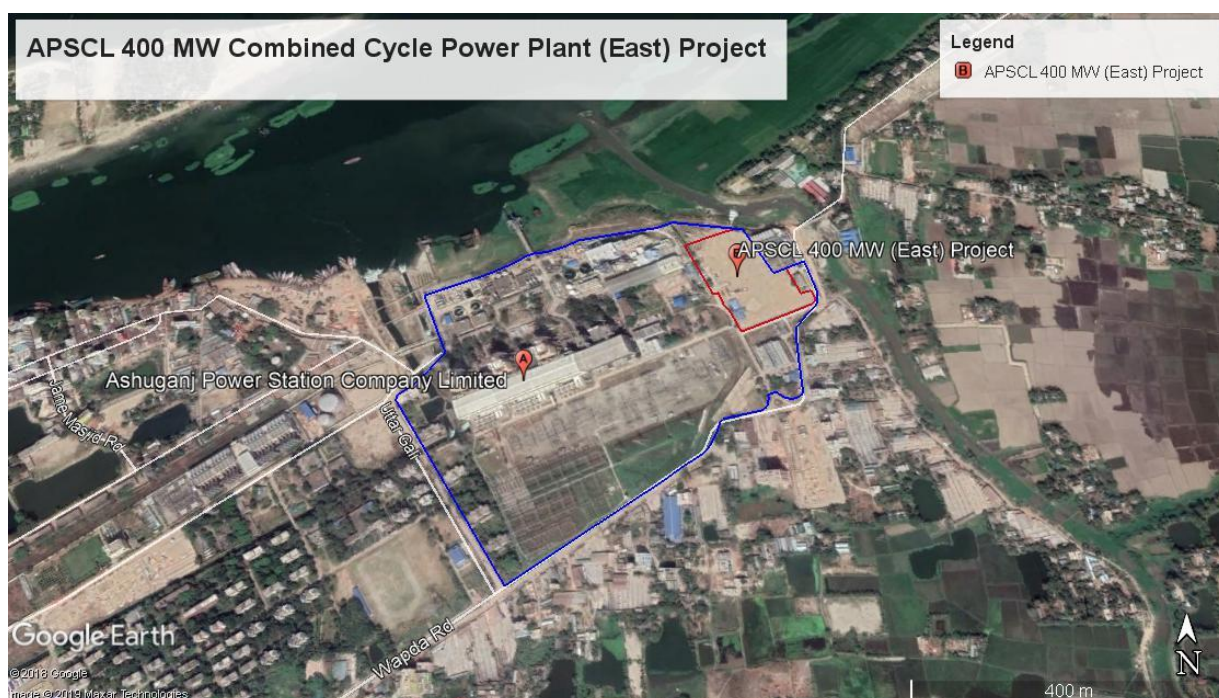 APSCL 400 MW Combined Cycle Power Plant (East) Project
Legend
B APSCL 400 MW (East) Project
B
APSCL 400 MW (East) Project
A
Ashuganj Power Station Company Limited
Jame Masjid Rd
Uttar Gali
Wapda Rd
Google Earth
©2018 Google
Image © 2019 Maxar Technologies
N
400 m